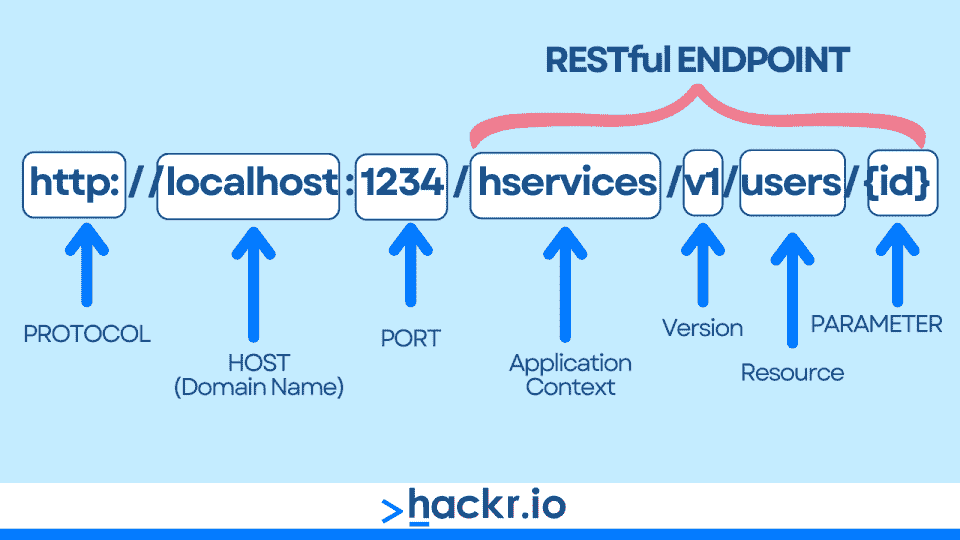 RESTful ENDPOINT
http://localhost:1234/hservices/v1/users/{id}
PROTOCOL
HOST
(Domain Name)
PORT
Application
Context
Version
Resource
PARAMETER
>hackr.io